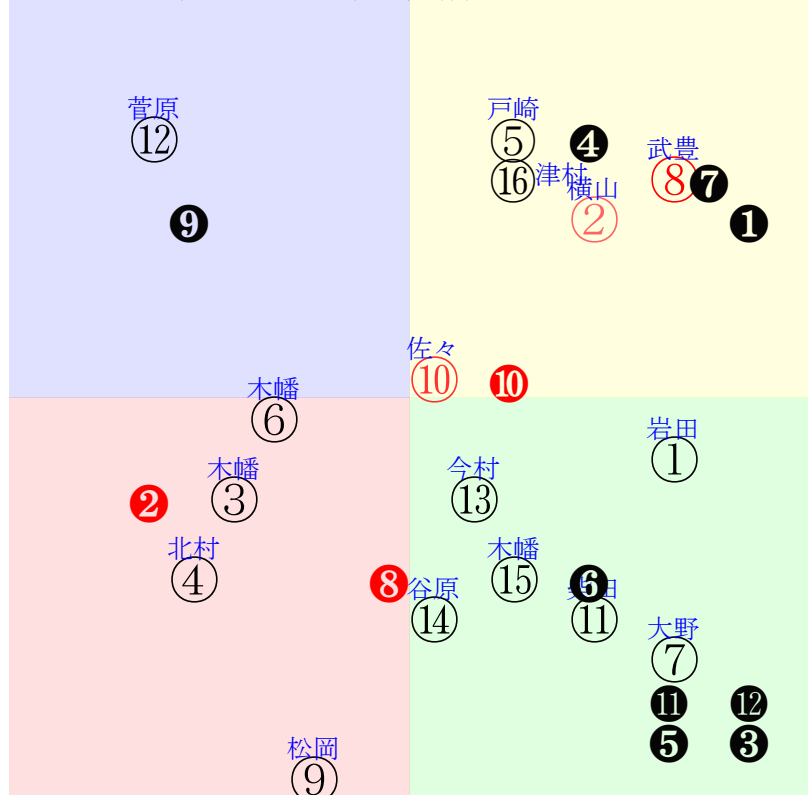 菅原
⑫
戸崎
⑤
❹
武豊
⑯
津村
横山
②
⑧
❼
❾
❶
佐々
⑩
❿
木幡
⑥
岩田
①
木幡
③
❷
今村
⑬
北村
④
❽
谷原
⑭
木幡
⑮
❻
田
⑪
大野
⑦
⓫
⓬
❺
❸
松岡
⑨